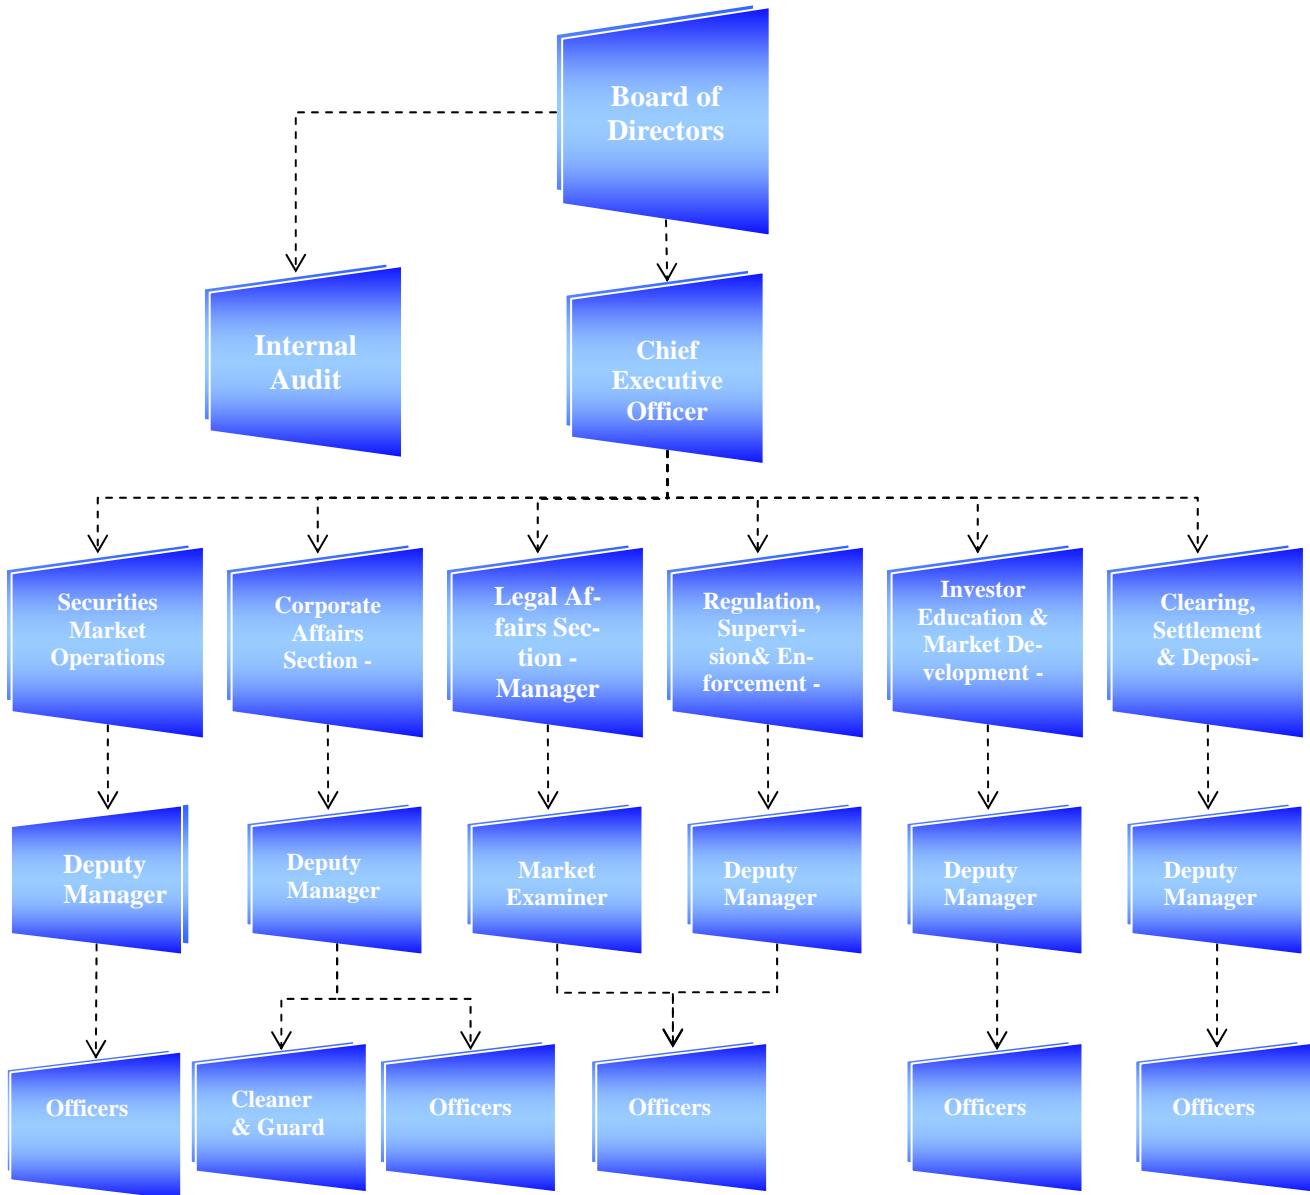 Board of
Directors
Internal
Audit
Chief
Executive
Officer
Securities
Market
Operations
Corporate
Affairs
Section -
Legal Af-
fairs Sec-
tion -
Manager
Regulation,
Supervi-
sion& En-
forcement -
Investor
Education &
Market De-
velopment -
Clearing,
Settlement
& Deposi-
Deputy
Manager
Deputy
Manager
Market
Examiner
Deputy
Manager
Deputy
Manager
Deputy
Manager
Officers
Cleaner
& Guard
Officers
Officers
Officers
Officers